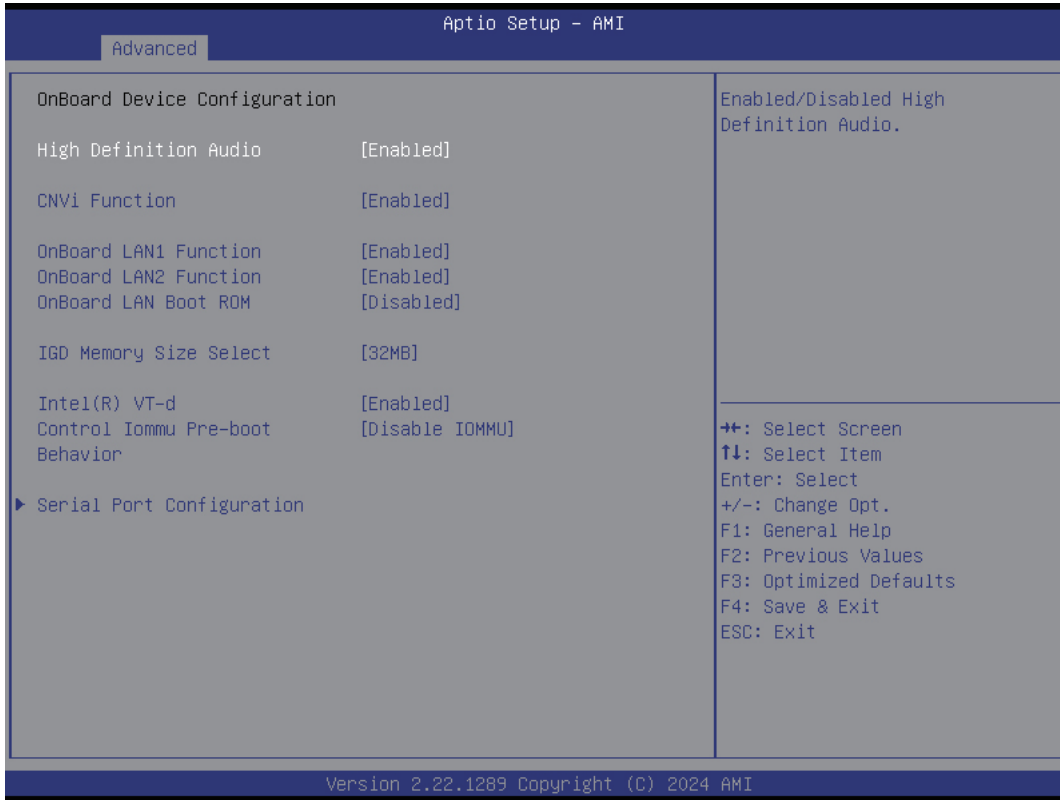 Aptio Setup – AMI
Advanced
OnBoard Device Configuration
High Definition Audio [Enabled]
CNVi Function [Enabled]
OnBoard LAN1 Function [Enabled]
OnBoard LAN2 Function [Enabled]
OnBoard LAN Boot ROM [Disabled]
IGD Memory Size Select [32MB]
Intel(R) VT-d [Enabled]
Control Iommu Pre-boot [Disable IOMMU]
Behavior
▶ Serial Port Configuration
Enabled/Disabled High
Definition Audio.
→←: Select Screen
↑↓: Select Item
Enter: Select
+/-: Change Opt.
F1: General Help
F2: Previous Values
F3: Optimized Defaults
F4: Save & Exit
ESC: Exit
Version 2.22.1289 Copyright (C) 2024 AMI